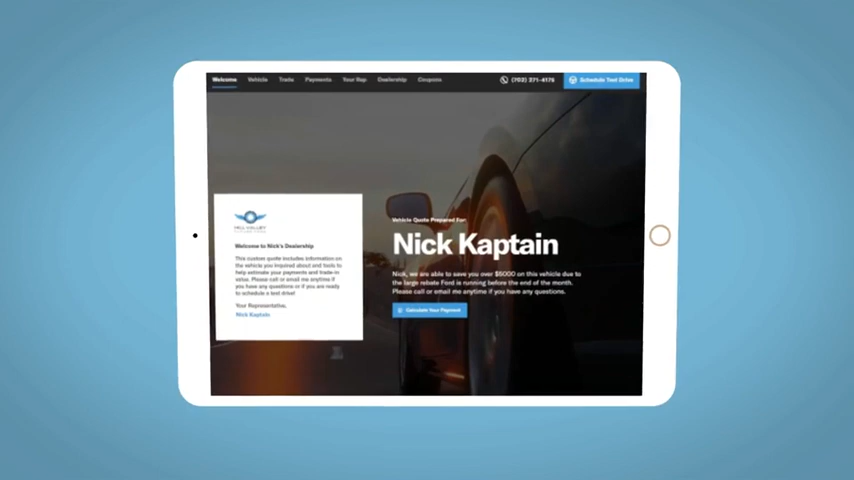 Welcome Vehicle Trade Payments Your Rep Dealership Coupons (702) 371-4176 Schedule Test Drive
HILL VALLEY
Welcome to Nick's Dealership
This custom quote includes information on
the vehicle you inquired about and tools to
help estimate your payments and trade-in
value. Please call or email me anytime if
you have any questions or if you are ready
to schedule a test drive!
Your Representative,
Nick Kaptain
Vehicle Quote Prepared For:
Nick Kaptain
Nick, we are able to save you over $5000 on this vehicle due to
the large rebate Ford is running before the end of the month.
Please call or email me anytime if you have any questions.
Calculate Your Payment